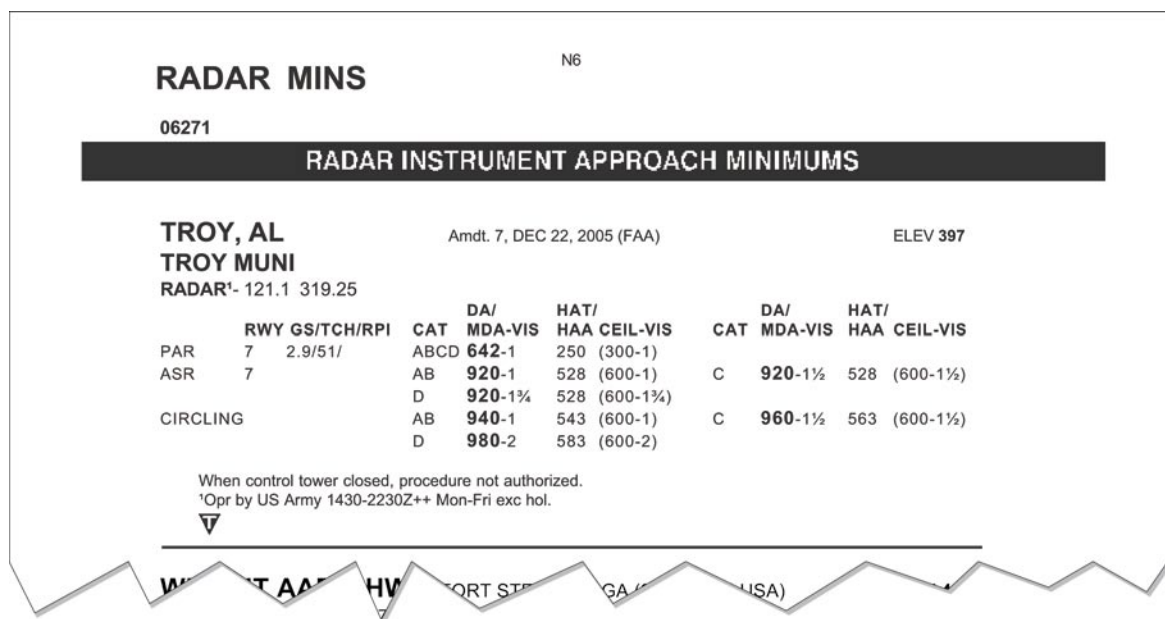 N6
RADAR MINS
06271
RADAR INSTRUMENT APPROACH MINIMUMS
TROY, AL Amdt. 7, DEC 22, 2005 (FAA) ELEV 397
TROY MUNI
RADAR¹- 121.1 319.25
DA/ HAT/ DA/ HAT/
RWY GS/TCH/RPI CAT MDA-VIS HAA CEIL-VIS CAT MDA-VIS HAA CEIL-VIS
PAR 7 2.9/51/ ABCD 642-1 250 (300-1)
ASR 7 AB 920-1 528 (600-1) C 920-1½ 528 (600-1½)
D 920-1¾ 528 (600-1¾)
CIRCLING AB 940-1 543 (600-1) C 960-1½ 563 (600-1½)
D 980-2 583 (600-2)
When control tower closed, procedure not authorized.
¹Opr by US Army 1430-2230Z++ Mon-Fri exc hol.
T